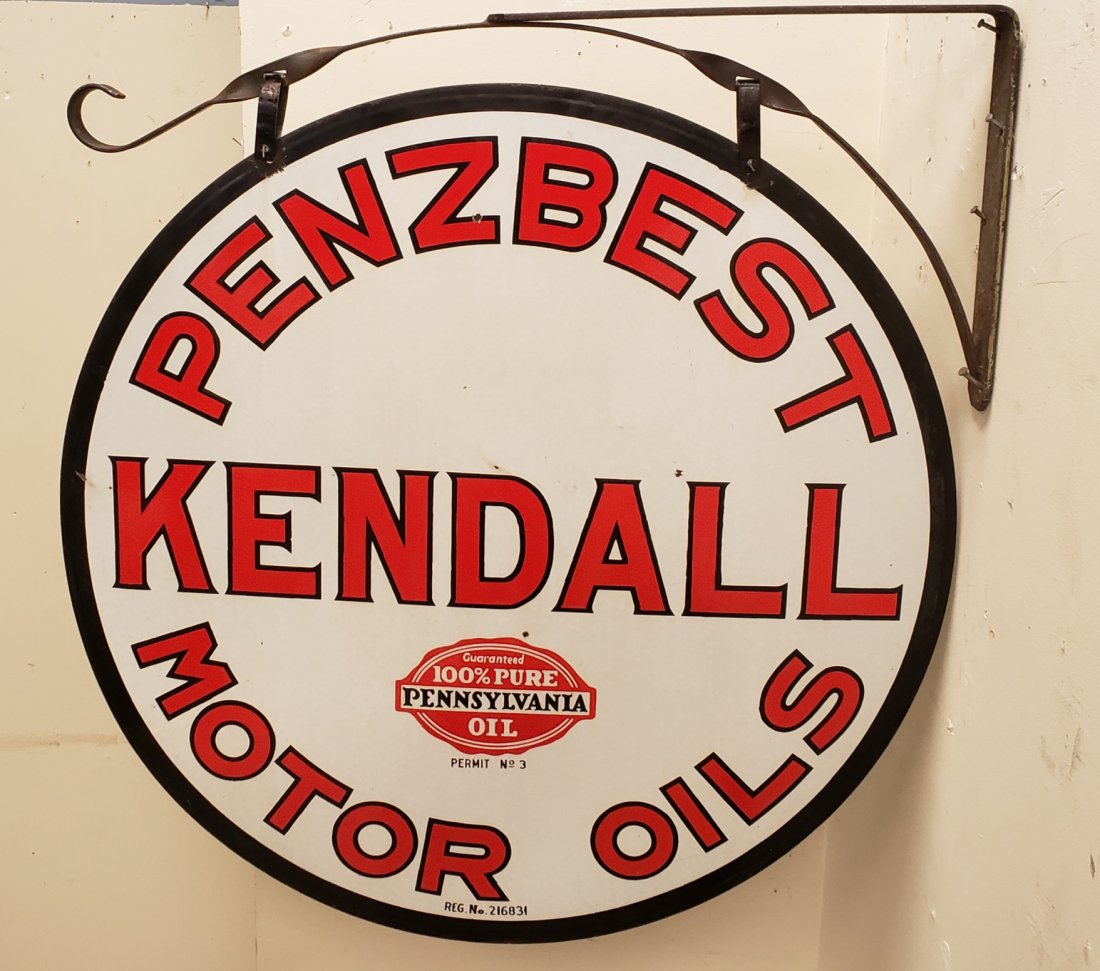 PENZBEST
KENDALL
Guaranteed
100% PURE
PENNSYLVANIA
OIL
PERMIT Nº 3
MOTOR OILS
REG. No. 216831